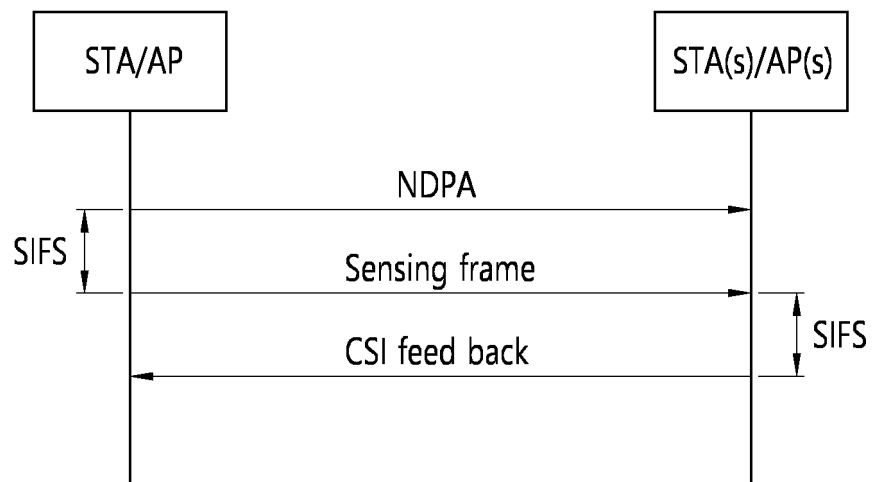 STA/AP
STA(s)/AP(s)
NDPA
SIFS
Sensing frame
SIFS
CSI feed back